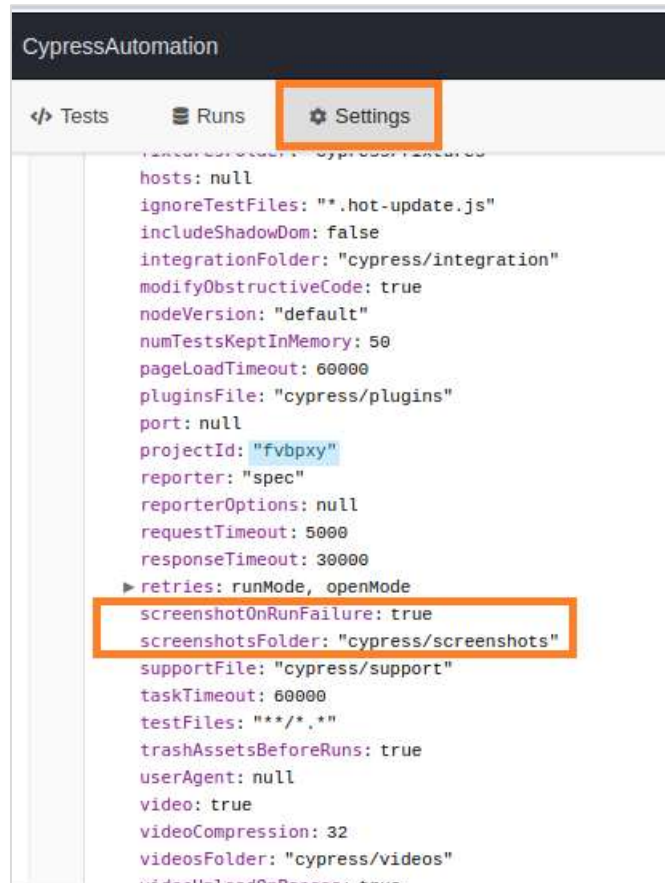 CypressAutomation
</> Tests Runs Settings
fixturesFolder: "cypress/fixtures"
hosts: null
ignoreTestFiles: "*.hot-update.js"
includeShadowDom: false
integrationFolder: "cypress/integration"
modifyObstructiveCode: true
nodeVersion: "default"
numTestsKeptInMemory: 50
pageLoadTimeout: 60000
pluginsFile: "cypress/plugins"
port: null
projectId: "fvbpxy"
reporter: "spec"
reporterOptions: null
requestTimeout: 5000
responseTimeout: 30000
▶ retries: runMode, openMode
screenshotOnRunFailure: true
screenshotsFolder: "cypress/screenshots"
supportFile: "cypress/support"
taskTimeout: 60000
testFiles: "**/*.*"
trashAssetsBeforeRuns: true
userAgent: null
video: true
videoCompression: 32
videosFolder: "cypress/videos"